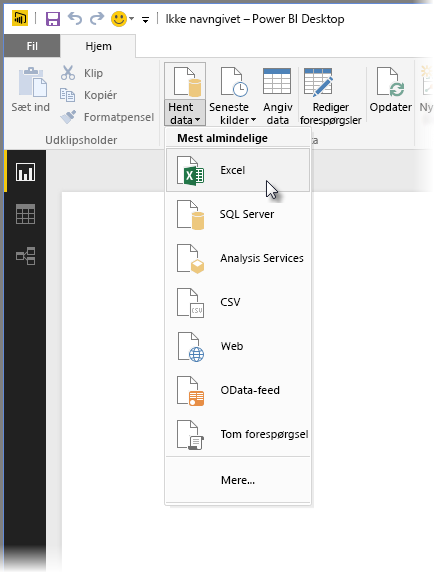 Ikke navngivet – Power BI Desktop
Fil
Hjem
Sæt ind
Klip
Kopiér
Formatpensel
Udklipsholder
Hent
data
Seneste
kilder
Angiv
data
Rediger
forespørgsler
Opdater
Ny
Mest almindelige
Excel
SQL Server
Analysis Services
CSV
CSV
Web
OData-feed
Tom forespørgsel
Mere...